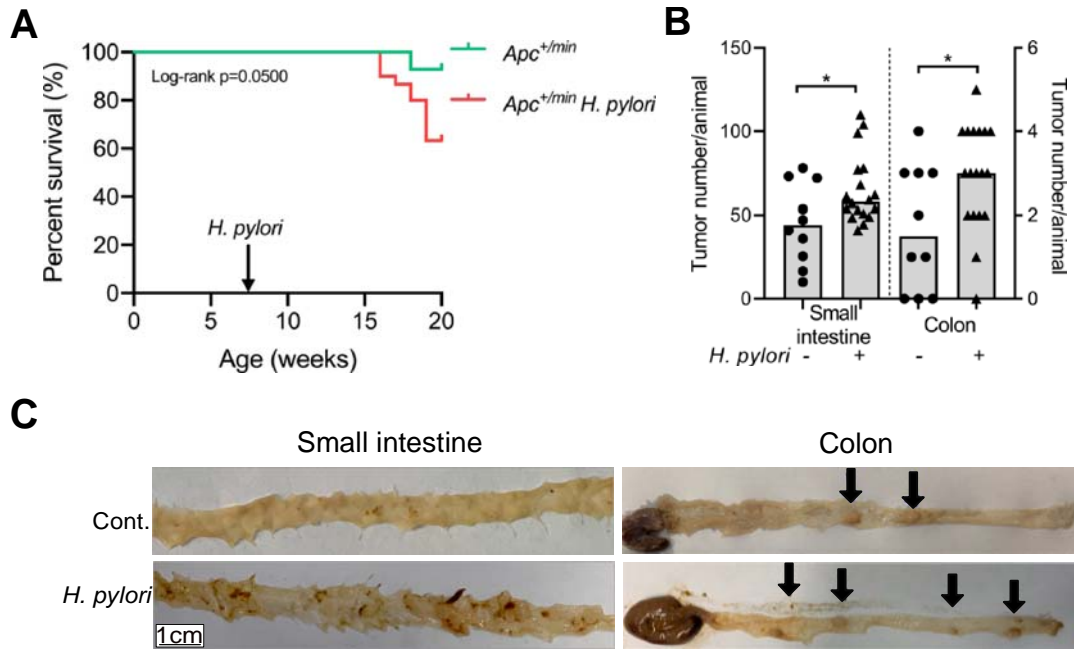 A
Percent survival (%)
100
80
60
40
20
0
Log-rank p=0.0500
H. pylori
0 5 10 15 20
Age (weeks)
Apc+/min
Apc+/min H. pylori
B
Tumor number/animal
150
100
50
0
*
*
6
4
2
0
Tumor number/animal
Small
intestine
Colon
H. pylori - + - +
C
Small intestine
Colon
Cont.
H. pylori
1cm